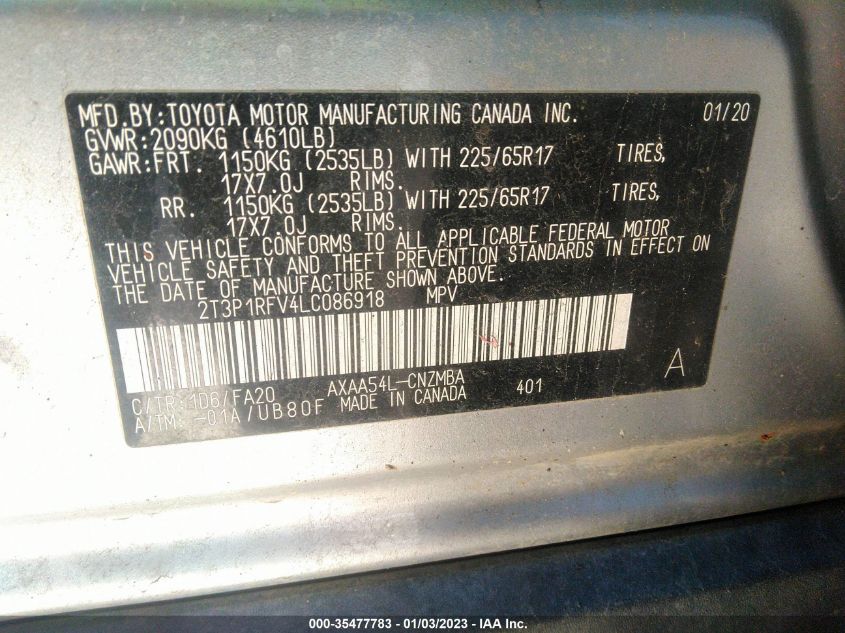 MFD.BY:TOYOTA MOTOR MANUFACTURING CANADA INC. 01/20
GVWR:2090KG (4610LB)
GAWR:FRT. 1150KG (2535LB) WITH 225/65R17 TIRES,
17X7.0J RIMS.
RR. 1150KG (2535LB) WITH 225/65R17 TIRES,
17X7.0J RIMS.
THIS VEHICLE CONFORMS TO ALL APPLICABLE FEDERAL MOTOR
VEHICLE SAFETY AND THEFT PREVENTION STANDARDS IN EFFECT ON
THE DATE OF MANUFACTURE SHOWN ABOVE.
2T3P1RFV4LC086918 MPV
C/TR:1D6/FA20 AXAA54L-CNZMBA 401 A
A/TM: -01A/UB80F MADE IN CANADA
000-35477783 - 01/03/2023 - IAA Inc.